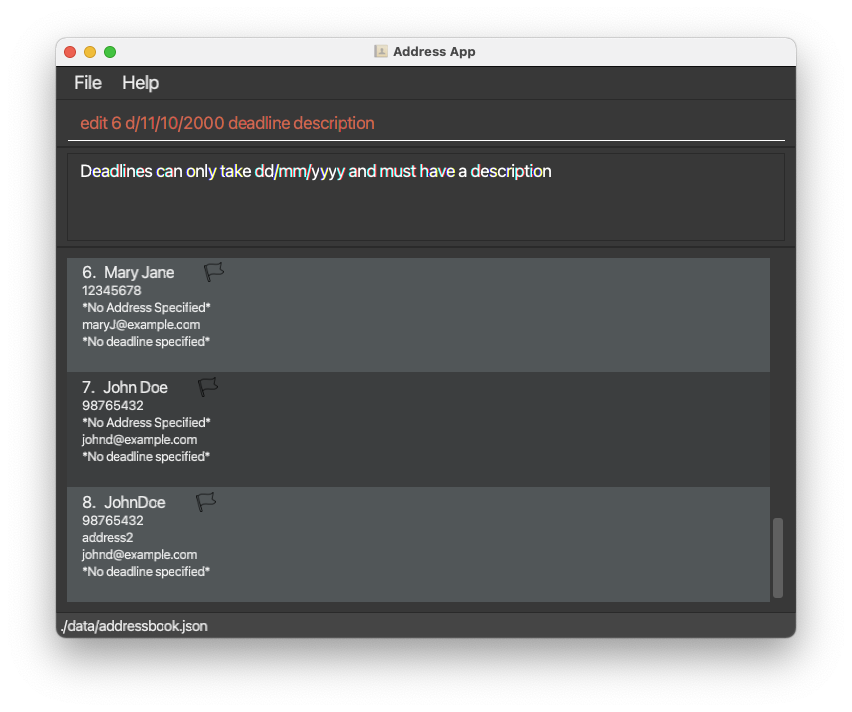 Address App
File Help
edit 6 d/11/10/2000 deadline description
Deadlines can only take dd/mm/yyyy and must have a description
6. Mary Jane
12345678
*No Address Specified*
maryJ@example.com
*No deadline specified*
7. John Doe
98765432
*No Address Specified*
johnd@example.com
*No deadline specified*
8. JohnDoe
98765432
address2
johnd@example.com
*No deadline specified*
./data/addressbook.json